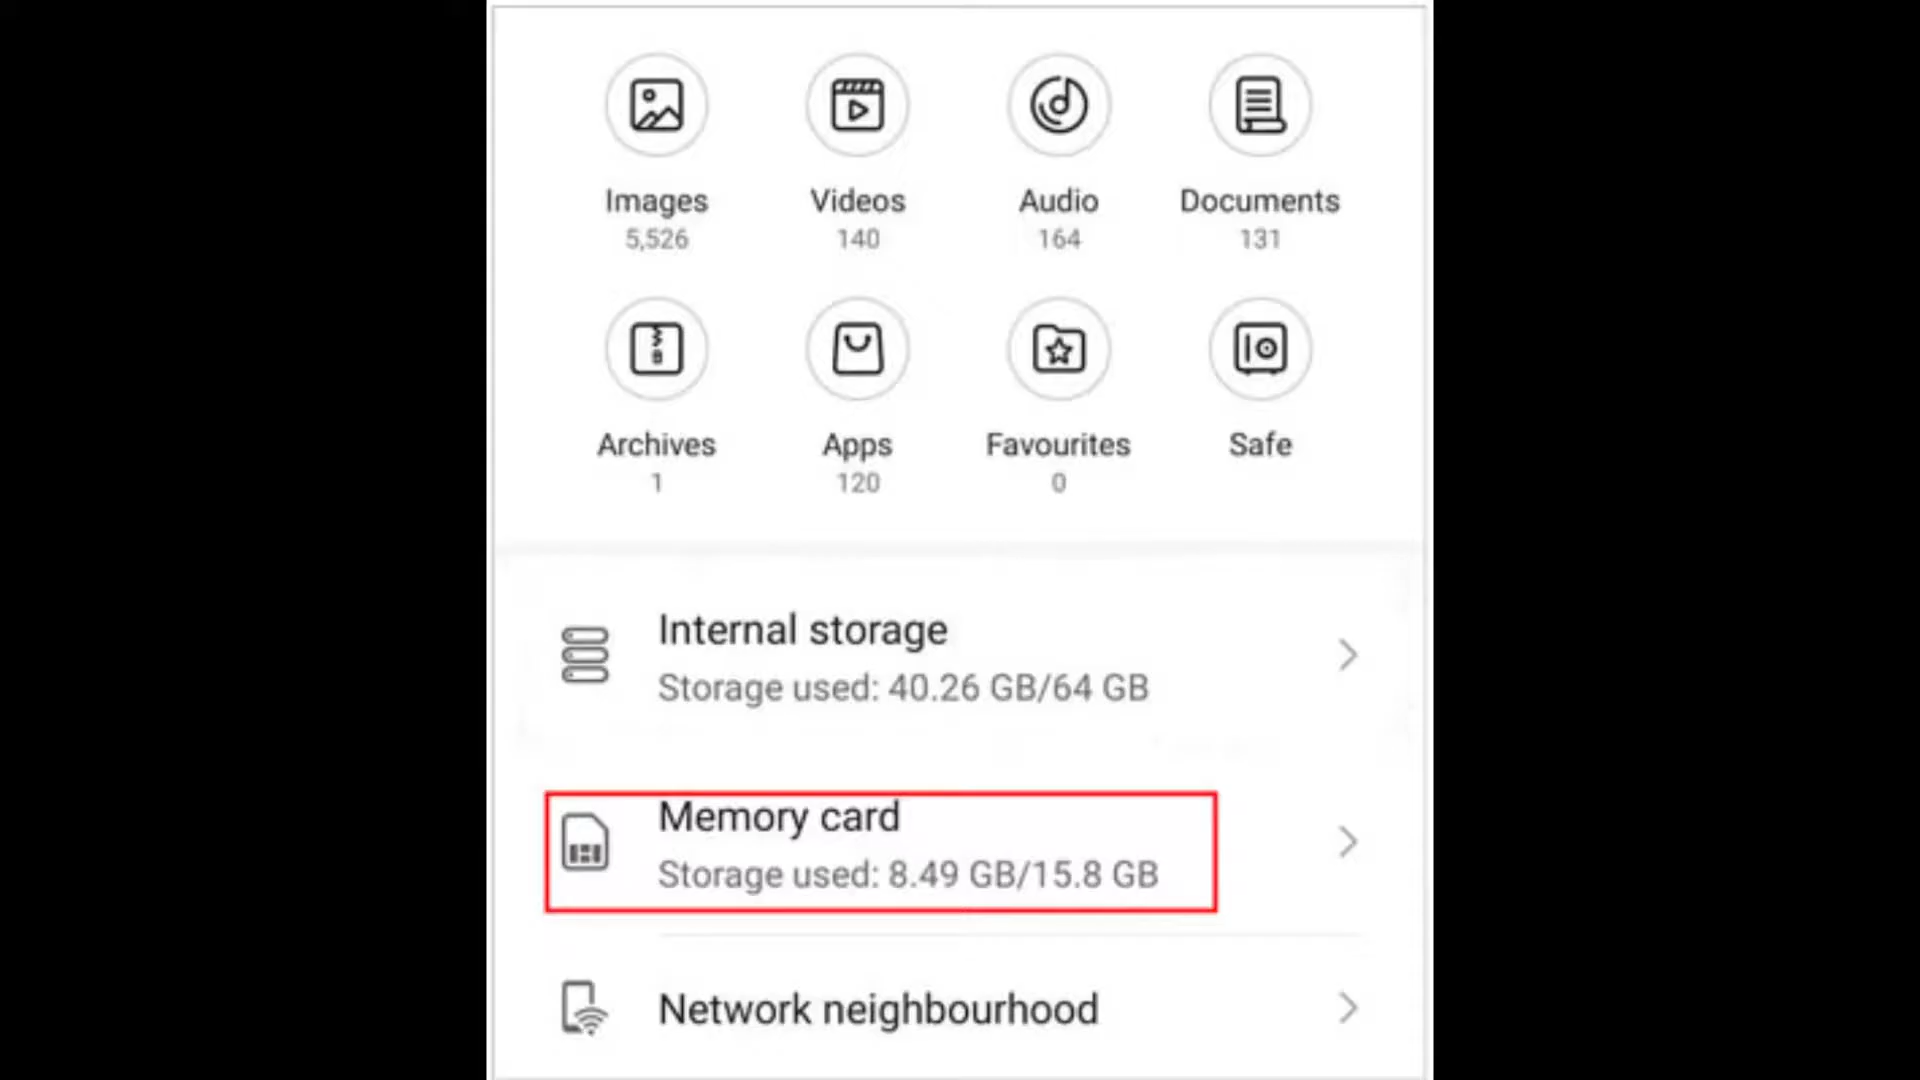 Images Videos Audio Documents
5,526 140 164 131
Archives Apps Favourites Safe
1 120 0
Internal storage
Storage used: 40.26 GB/64 GB
Memory card
Storage used: 8.49 GB/15.8 GB
Network neighbourhood